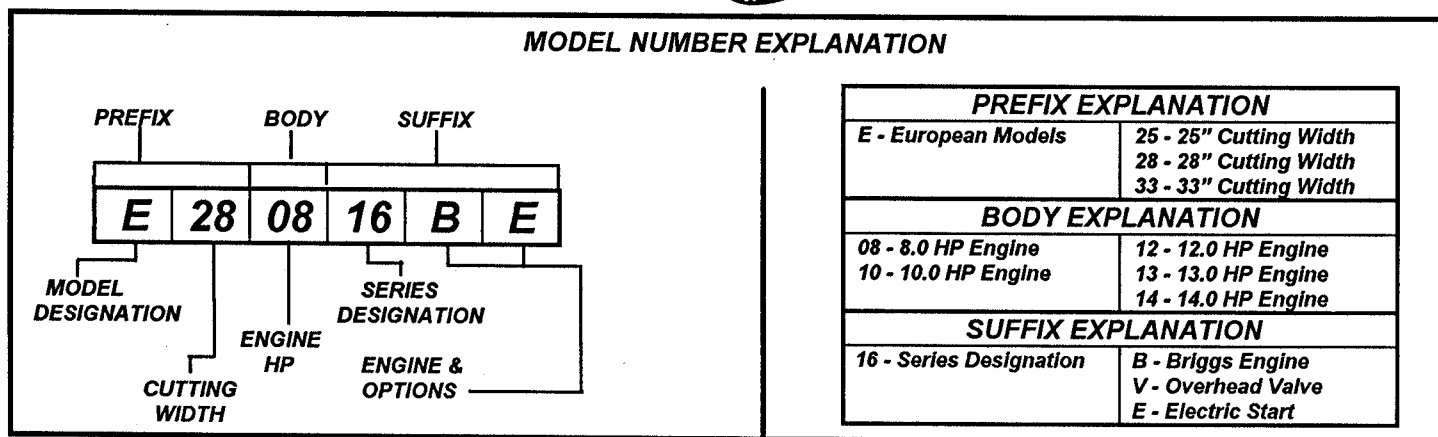 MODEL NUMBER EXPLANATION
PREFIX BODY SUFFIX
E 28 08 16 B E
MODEL
DESIGNATION
CUTTING
WIDTH
ENGINE
HP
SERIES
DESIGNATION
ENGINE &
OPTIONS
PREFIX EXPLANATION
E - European Models
25 - 25" Cutting Width
28 - 28" Cutting Width
33 - 33" Cutting Width
BODY EXPLANATION
08 - 8.0 HP Engine
10 - 10.0 HP Engine
12 - 12.0 HP Engine
13 - 13.0 HP Engine
14 - 14.0 HP Engine
SUFFIX EXPLANATION
16 - Series Designation
B - Briggs Engine
V - Overhead Valve
E - Electric Start